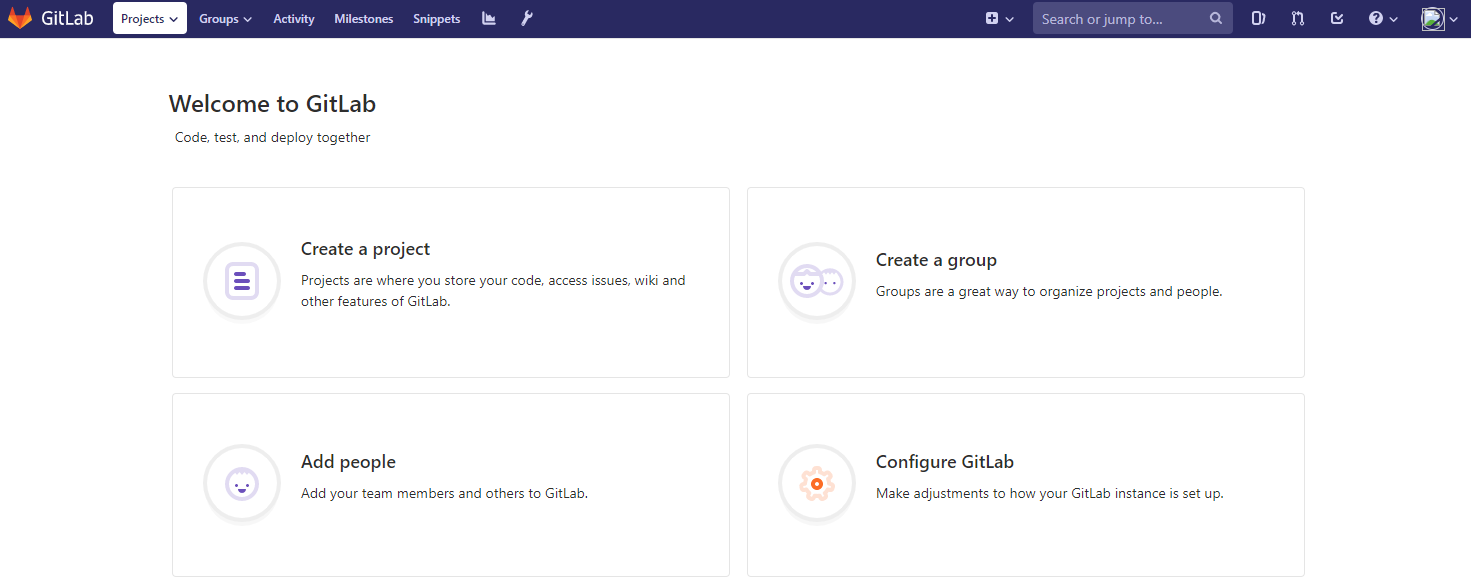 GitLab Projects Groups Activity Milestones Snippets Search or jump to...
Welcome to GitLab
Code, test, and deploy together
Create a project
Projects are where you store your code, access issues, wiki and
other features of GitLab.
Create a group
Groups are a great way to organize projects and people.
Add people
Add your team members and others to GitLab.
Configure GitLab
Make adjustments to how your GitLab instance is set up.